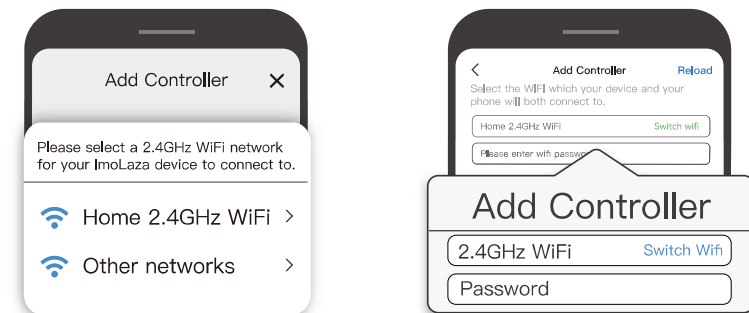 Add Controller
Please select a 2.4GHz WiFi network
for your ImoLaza device to connect to.
Home 2.4GHz WiFi
Other networks
Add Controller Reload
Select the WIFI which your device and your
phone will both connect to.
Home 2.4GHz WiFi Switch wifi
Please enter wifi passwo
Add Controller
2.4GHz WiFi Switch Wifi
Password